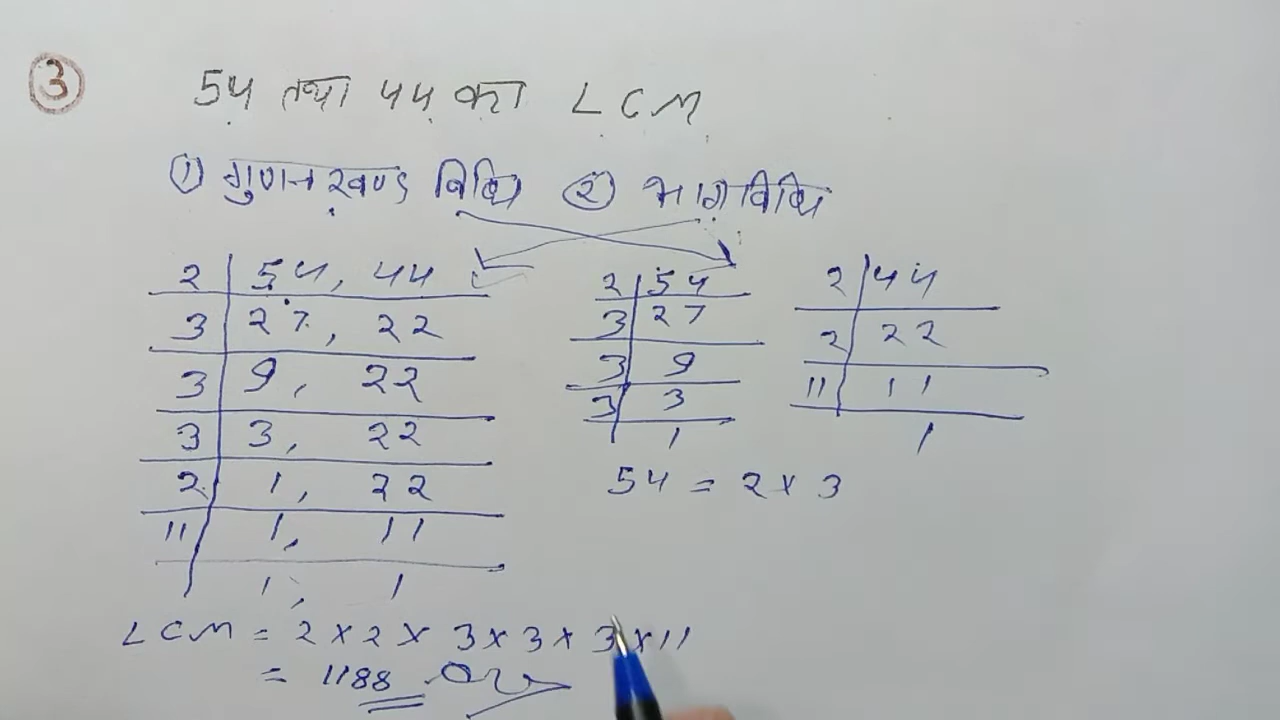 3
54 तथा 44 का LCM
1) गुणनखण्ड विधि 2) भाग विधि
2 | 54, 44
3 | 27, 22
3 | 9, 22
3 | 3, 22
2 | 1, 22
11 | 1, 11
1, 1
LCM = 2 × 2 × 3 × 3 × 3 × 11
= 1188 Ans
2 | 54
3 | 27
3 | 9
3 | 3
1
2 | 44
2 | 22
11 | 11
1
54 = 2 × 3